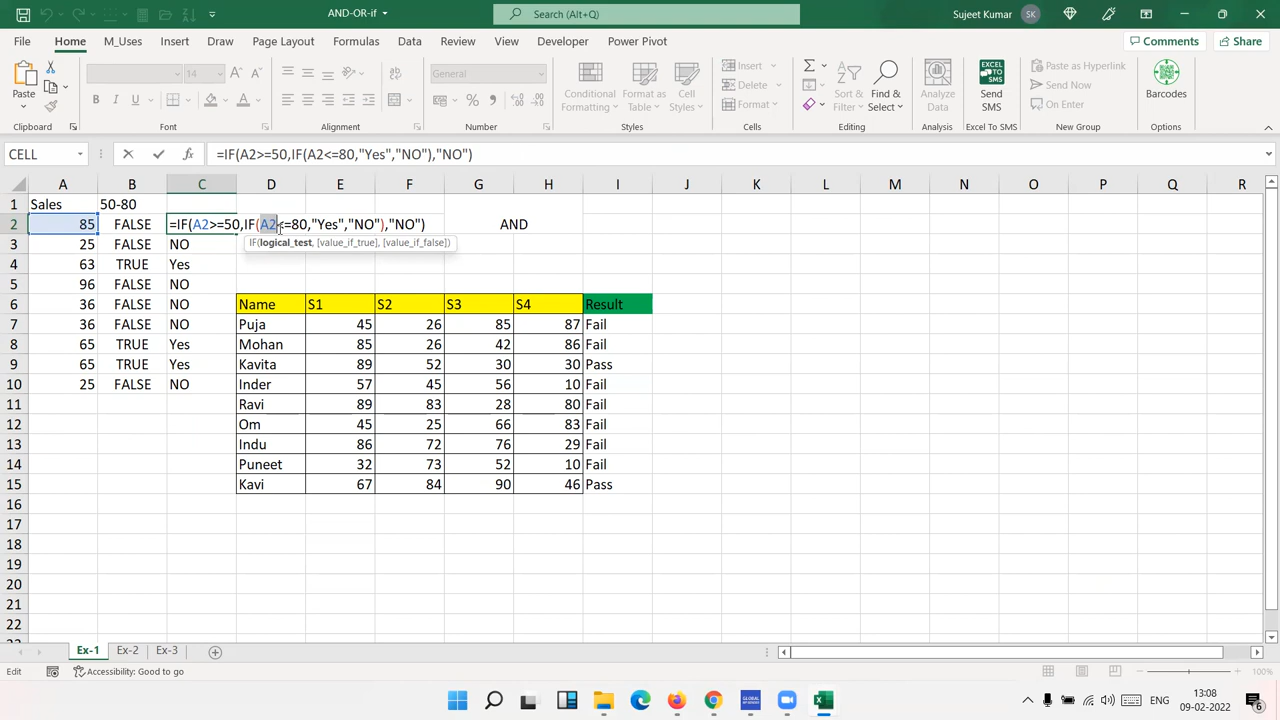 AND-OR-if
Search (Alt+Q)
Sujeet Kumar
SK
File Home M_Uses Insert Draw Page Layout Formulas Data Review View Developer Power Pivot
Comments
Share
Paste
14
General
Conditional Formatting
Format as Table
Cell Styles
Insert
Delete
Format
Sort & Filter
Find & Select
Analyze Data
Send SMS
Paste as Hyperlink
Send Now
On Enter
Barcodes
Clipboard Font Alignment Number Styles Cells Editing Analysis Excel To SMS New Group Options
CELL
=IF(A2>=50,IF(A2<=80,"Yes","NO"),"NO")
A B C D E F G H I J K L M N O P Q R
1 Sales 50-80
2 85 FALSE =IF(A2>=50,IF(A2<=80,"Yes","NO"),"NO") AND
IF(logical_test, [value_if_true], [value_if_false])
3 25 FALSE NO
4 63 TRUE Yes
5 96 FALSE NO
6 36 FALSE NO Name S1 S2 S3 S4 Result
7 36 FALSE NO Puja 45 26 85 87 Fail
8 65 TRUE Yes Mohan 85 26 42 86 Fail
9 65 TRUE Yes Kavita 89 52 30 30 Pass
10 25 FALSE NO Inder 57 45 56 10 Fail
11 Ravi 89 83 28 80 Fail
12 Om 45 25 66 83 Fail
13 Indu 86 72 76 29 Fail
14 Puneet 32 73 52 10 Fail
15 Kavi 67 84 90 46 Pass
16
17
18
19
20
21
22
Ex-1 Ex-2 Ex-3
Edit
Accessibility: Good to go
100%
ENG
13:08
09-02-2022
6